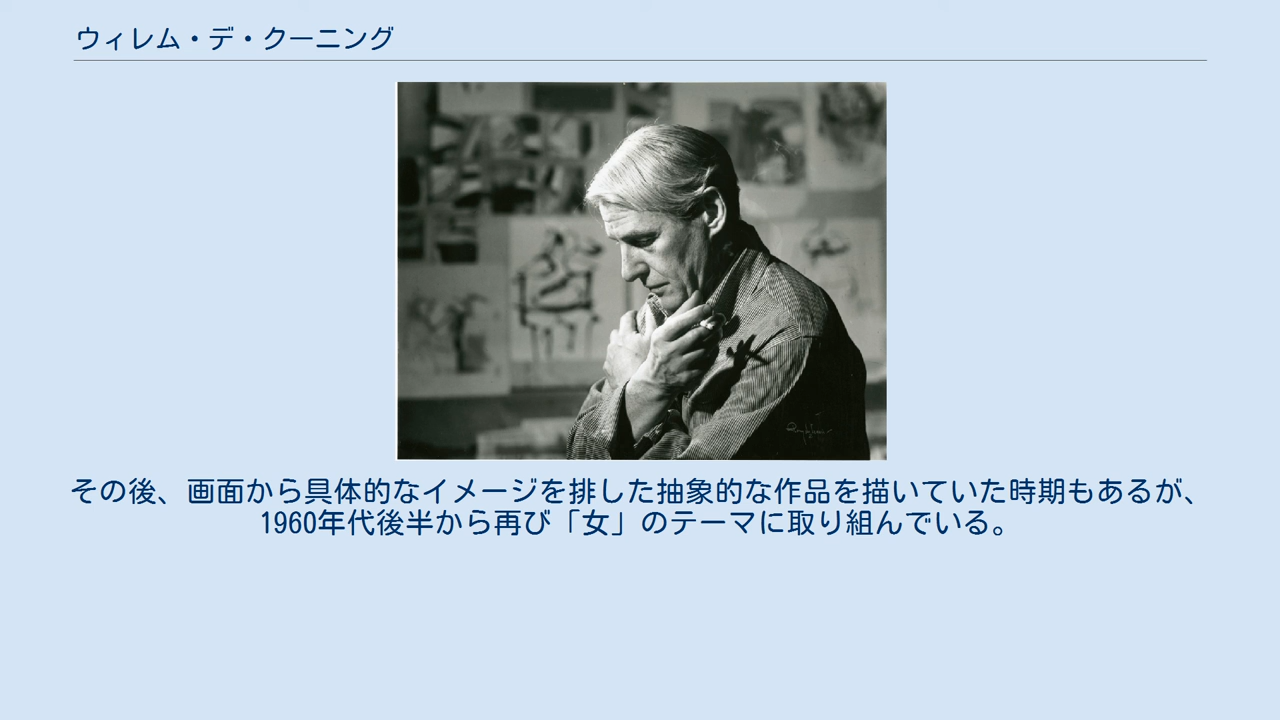 ウィレム・デ・クーニング
その後、画面から具体的なイメージを排した抽象的な作品を描いていた時期もあるが、
1960年代後半から再び「女」のテーマに取り組んでいる。